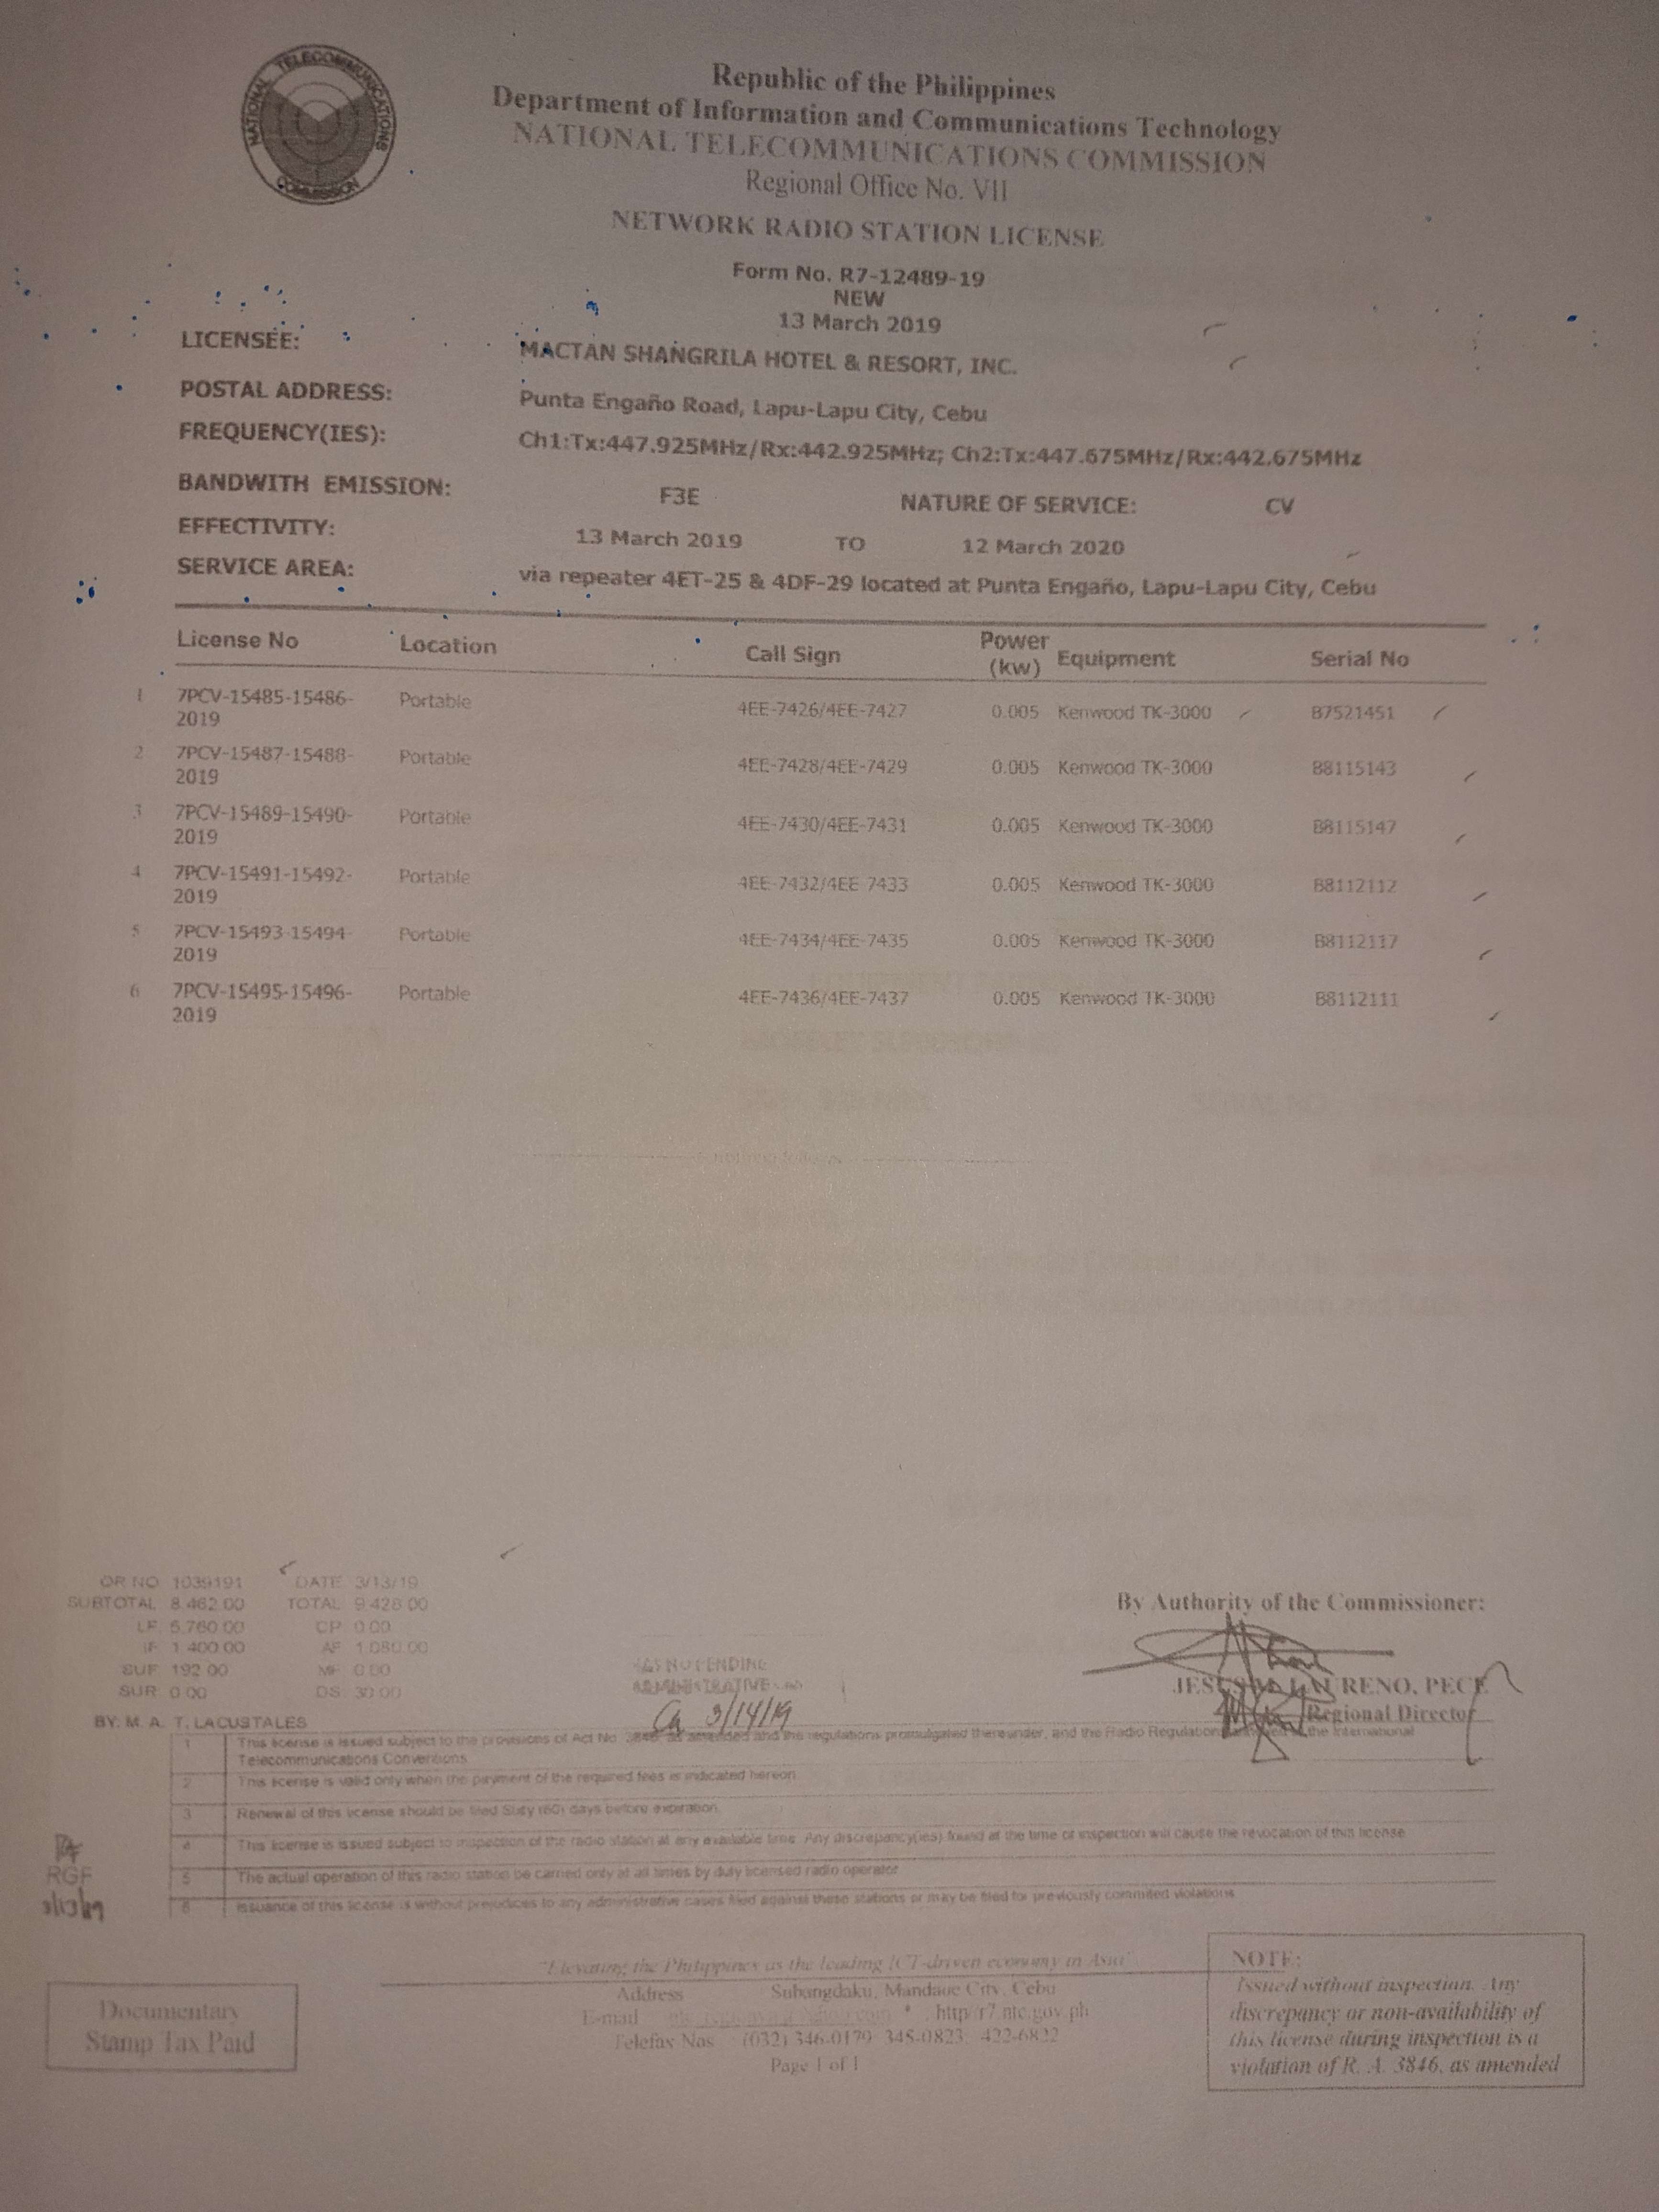 NATIONAL TELECOMMUNICATIONS COMMISSION
Republic of the Philippines
Department of Information and Communications Technology
NATIONAL TELECOMMUNICATIONS COMMISSION
Regional Office No. VII
NETWORK RADIO STATION LICENSE
Form No. R7-12489-19
NEW
13 March 2019
LICENSEE: MACTAN SHANGRILA HOTEL & RESORT, INC.
POSTAL ADDRESS: Punta Engaño Road, Lapu-Lapu City, Cebu
FREQUENCY(IES): Ch1:Tx:447.925MHz/Rx:442.925MHz; Ch2:Tx:447.675MHz/Rx:442.675MHz
BANDWITH EMISSION: F3E NATURE OF SERVICE: CV
EFFECTIVITY: 13 March 2019 TO 12 March 2020
SERVICE AREA: via repeater 4ET-25 & 4DF-29 located at Punta Engaño, Lapu-Lapu City, Cebu
License No Location Call Sign Power (kw) Equipment Serial No
1 7PCV-15485-15486- Portable 4EE-7426/4EE-7427 0.005 Kenwood TK-3000 B7521451
2019
2 7PCV-15487-15488- Portable 4EE-7428/4EE-7429 0.005 Kenwood TK-3000 B8115143
2019
3 7PCV-15489-15490- Portable 4EE-7430/4EE-7431 0.005 Kenwood TK-3000 B8115147
2019
4 7PCV-15491-15492- Portable 4EE-7432/4EE-7433 0.005 Kenwood TK-3000 B8112112
2019
5 7PCV-15493-15494- Portable 4EE-7434/4EE-7435 0.005 Kenwood TK-3000 B8112117
2019
6 7PCV-15495-15496- Portable 4EE-7436/4EE-7437 0.005 Kenwood TK-3000 B8112111
2019
nothing follows
OR NO 1039191 DATE 3/13/19
SUBTOTAL 8,462.00 TOTAL 9,428.00
LF 5,760.00 CP 0.00
IF 1,400.00 AF 1,080.00
SUF 192.00 MF 0.00
SUR 0.00 DS 30.00
BY: M. A. T. LACUSTALES
HAS NO PENDING
ADMINISTRATIVE
3/14/19
By Authority of the Commissioner:
JESUS M. LAURENO, PECE
Regional Director
1 This license is issued subject to the provisions of Act No. 3846, as amended and the regulations promulgated thereunder, and the Radio Regulations the International
Telecommunications Conventions
2 This license is valid only when the payment of the required fees is indicated hereon
3 Renewal of this license should be filed Sixty (60) days before expiration
4 This license is issued subject to inspection of the radio station at any available time. Any discrepancy(ies) found at the time of inspection will cause the revocation of this license
5 The actual operation of this radio station be carried only at all times by duly licensed radio operator
6 Issuance of this license is without prejudices to any administrative cases filed against these stations or may be filed for previously commited violations
RGF
"Elevating the Philippines as the leading ICT-driven economy in Asia"
Address Subangdaku, Mandaue City, Cebu
E-mail * http//r7.ntc.gov.ph
Telefax Nos (032) 346-0179 345-0823 422-6822
Page 1 of 1
Documentary
Stamp Tax Paid
NOTE:
Issued without inspection. Any
discrepancy or non-availability of
this license during inspection is a
violation of R. A. 3846, as amended